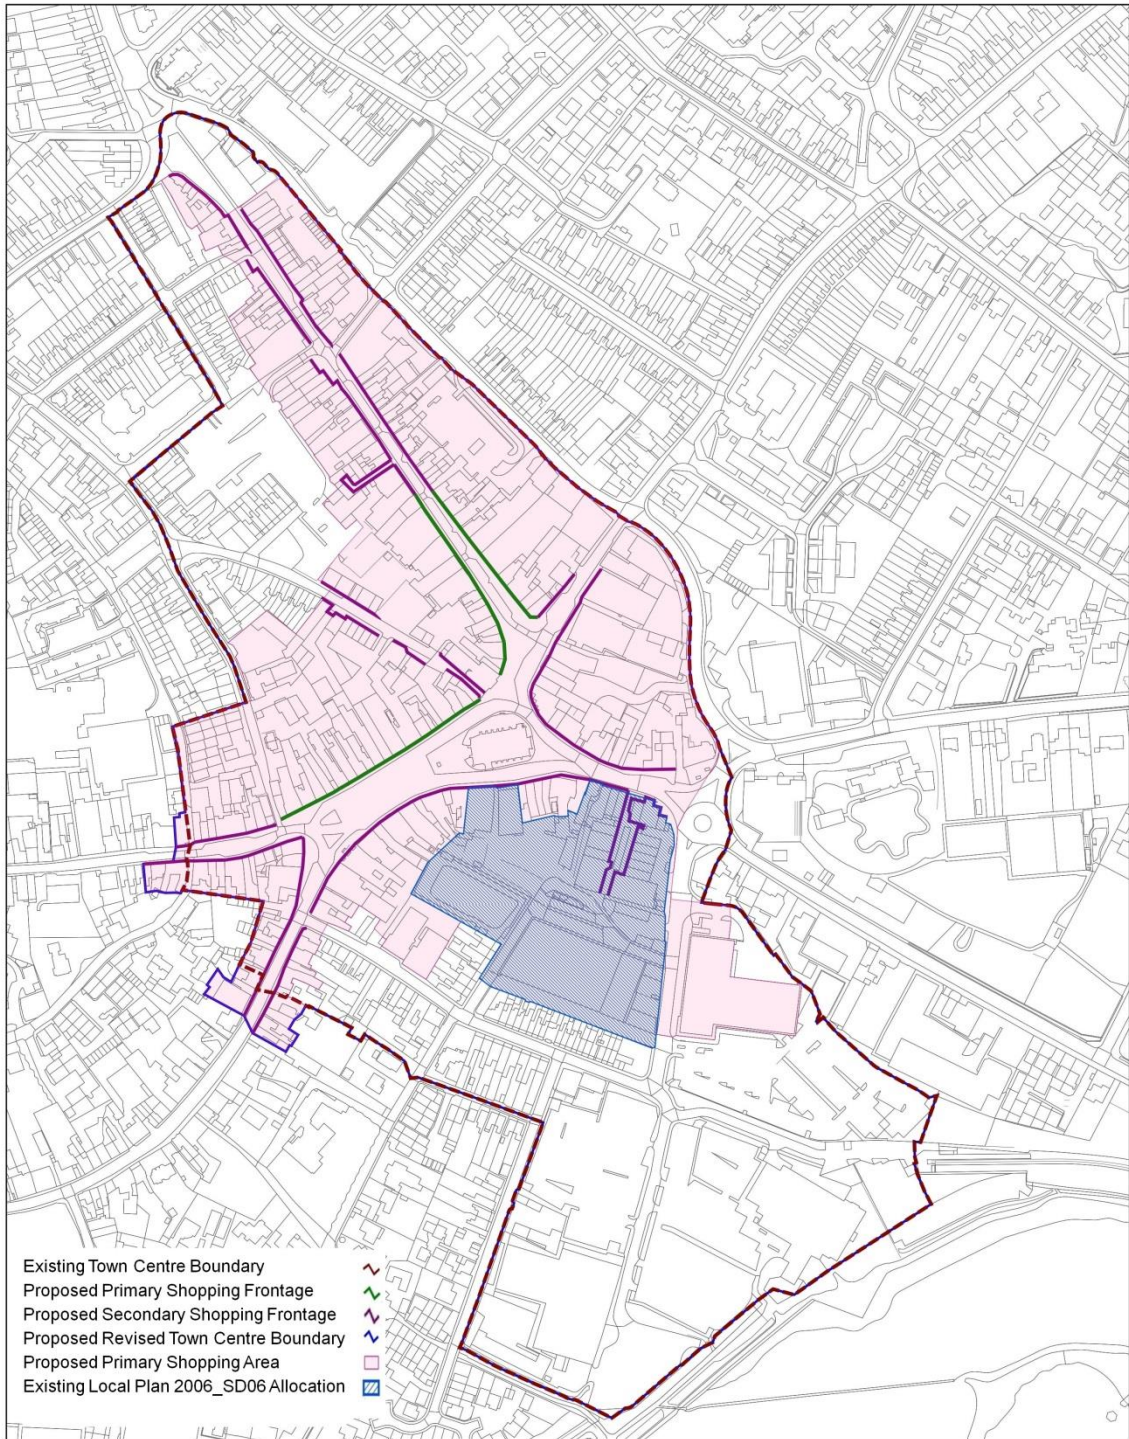 Existing Town Centre Boundary
Proposed Primary Shopping Frontage
Proposed Secondary Shopping Frontage
Proposed Revised Town Centre Boundary
Proposed Primary Shopping Area
Existing Local Plan 2006_SD06 Allocation